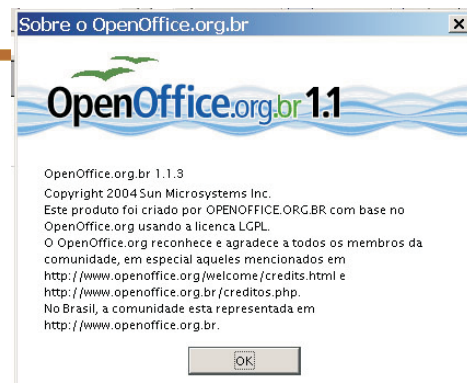 Sobre o OpenOffice.org.br
OpenOffice.org.br 1.1
OpenOffice.org.br 1.1.3
Copyright 2004 Sun Microsystems Inc.
Este produto foi criado por OPENOFFICE.ORG.BR com base no
OpenOffice.org usando a licenca LGPL.
O OpenOffice.org reconhece e agradece a todos os membros da
comunidade, em especial aqueles mencionados em
http://www.openoffice.org/welcome/credits.html e
http://www.openoffice.org.br/creditos.php.
No Brasil, a comunidade esta representada em
http://www.openoffice.org.br.
OK